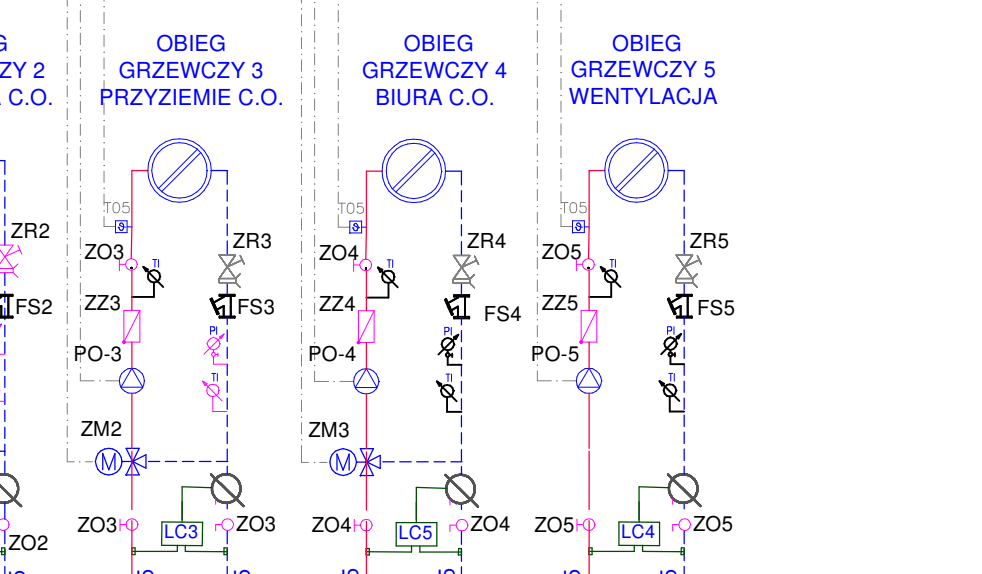 G
ZY 2
C.O.
OBIEG
GRZEWCZY 3
PRZYZIEMIE C.O.
OBIEG
GRZEWCZY 4
BIURA C.O.
OBIEG
GRZEWCZY 5
WENTYLACJA
T05
T05
T05
ZR2
ZO3
ZR3
ZO4
ZR4
ZO5
ZR5
TI
TI
TI
FS2
ZZ3
FS3
ZZ4
FS4
ZZ5
FS5
PI
PI
PI
PO-3
PO-4
PO-5
TI
TI
TI
ZM2
ZM3
M
M
ZO3
LC3
ZO3
ZO4
LC5
ZO4
ZO5
LC4
ZO5
ZO2